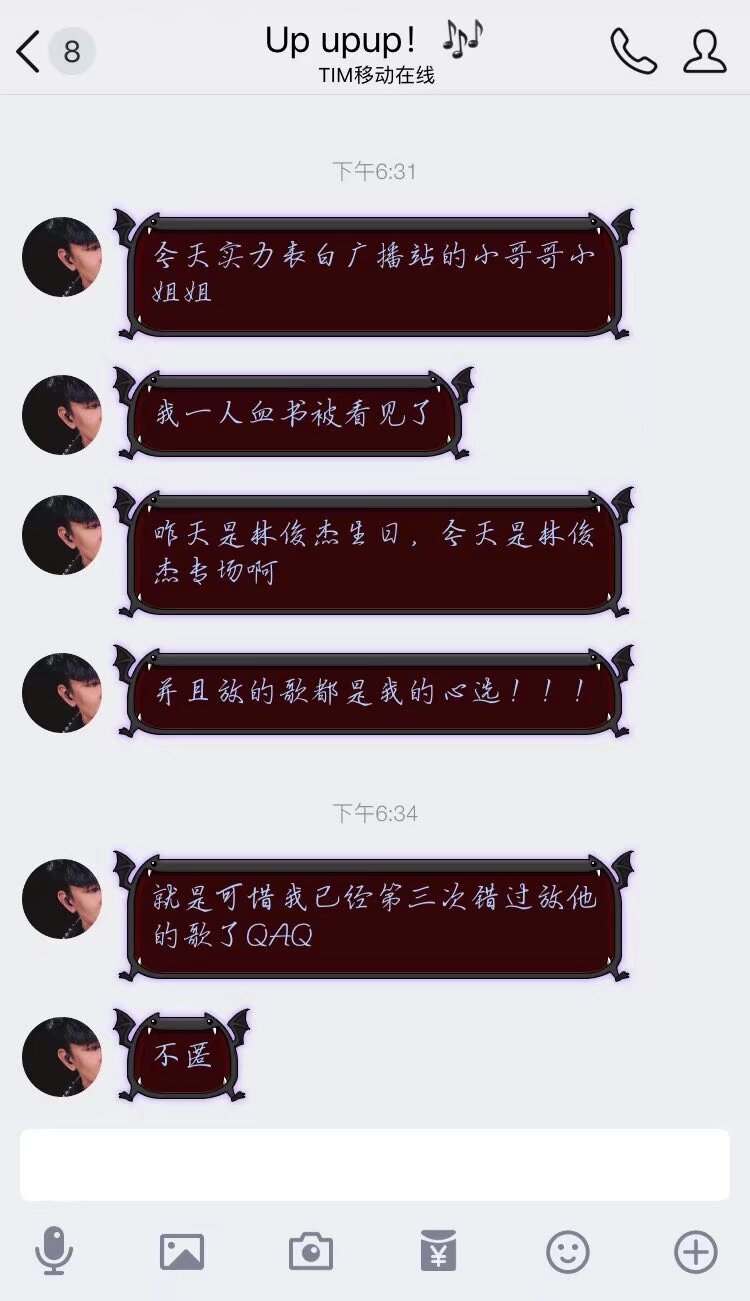 8
Up upup！
TIM移动在线
下午6:31
今天实力表白广播站的小哥哥小
姐姐
我一人血书被看见了
昨天是林俊杰生日，今天是林俊
杰专场啊
并且放的歌都是我的心选！！！
下午6:34
就是可惜我已经第三次错过放他
的歌了QAQ
不匿